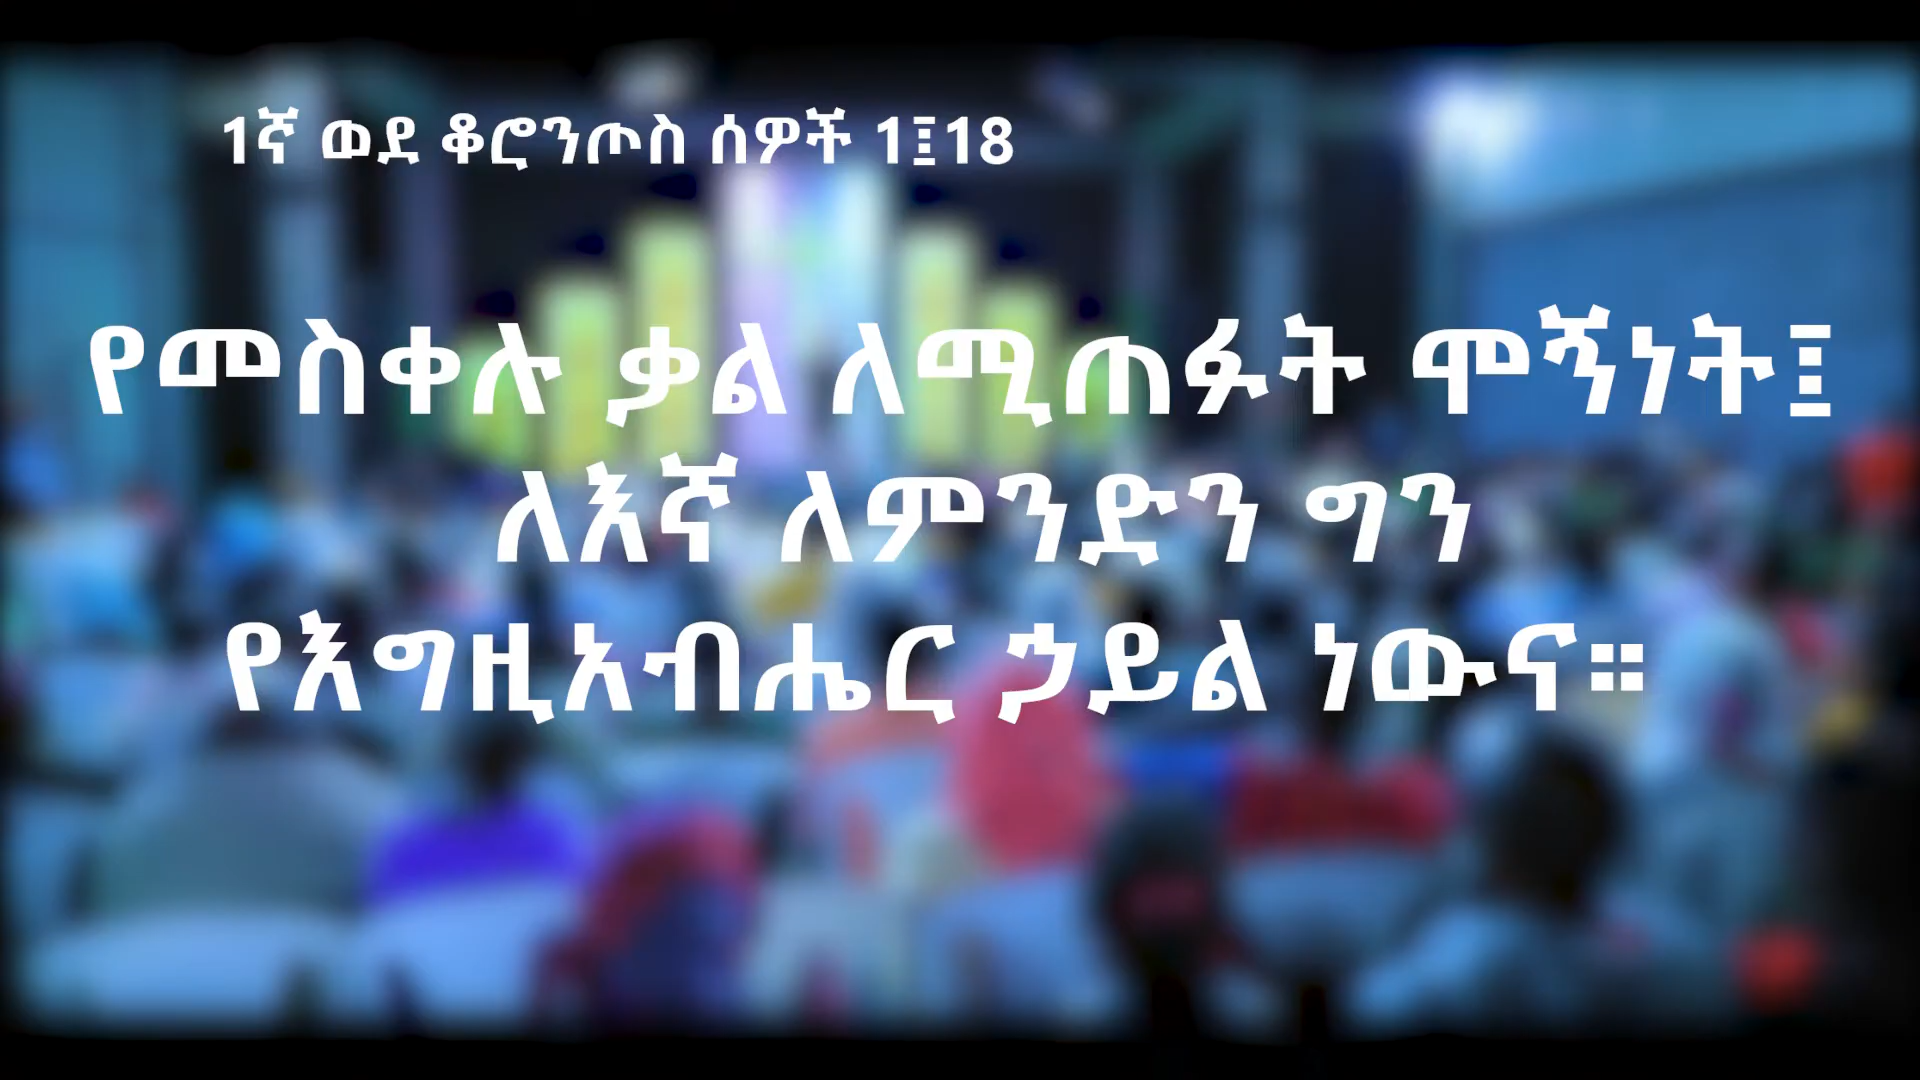 1ኛ ወደ ቆሮንጦስ ሰዎች 1፤18
የመስቀሉ ቃል ለሚጠፉት ሞኝነት፤
ለእኛ ለምንድን ግን
የእግዚአብሔር ኃይል ነውና።